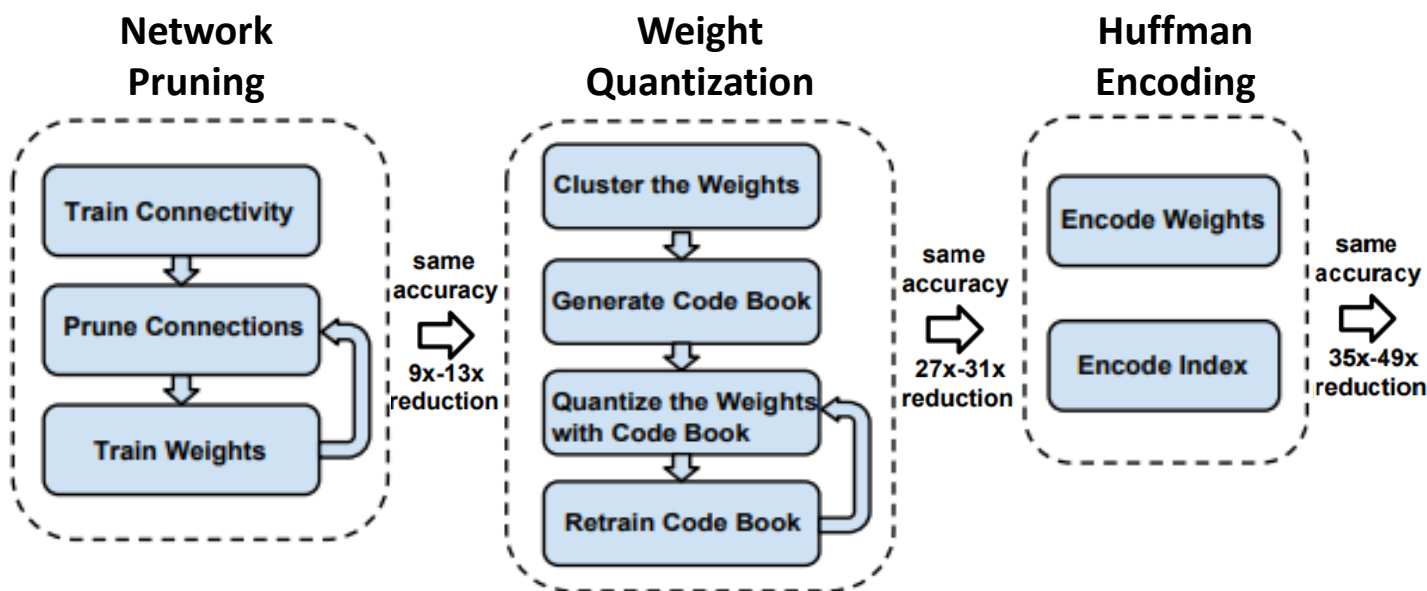 Network
Pruning
Train Connectivity
Prune Connections
Train Weights
same
accuracy
9x-13x
reduction
Weight
Quantization
Cluster the Weights
Generate Code Book
Quantize the Weights
with Code Book
Retrain Code Book
same
accuracy
27x-31x
reduction
Huffman
Encoding
Encode Weights
Encode Index
same
accuracy
35x-49x
reduction